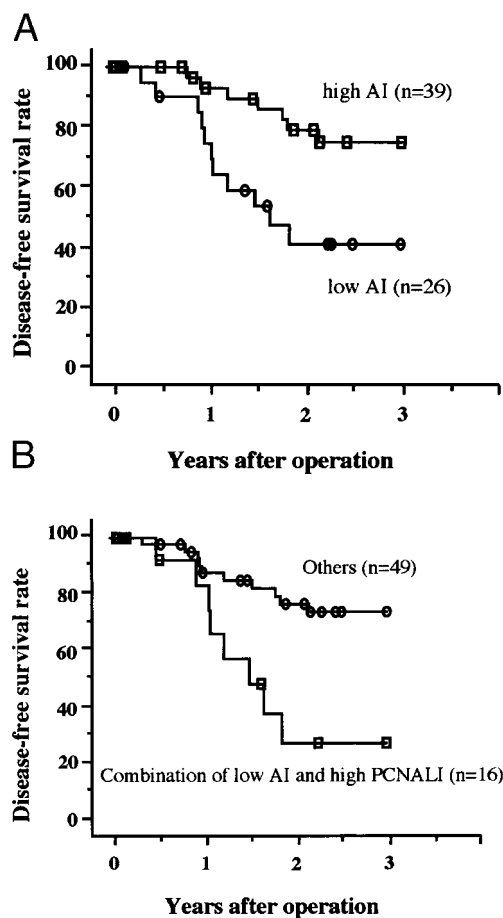 A
Disease-free survival rate
100
80
60
40
20
0
high AI (n=39)
low AI (n=26)
0 1 2 3
Years after operation
B
Disease-free survival rate
100
80
60
40
20
0
Others (n=49)
Combination of low AI and high PCNALI (n=16)
0 1 2 3
Years after operation